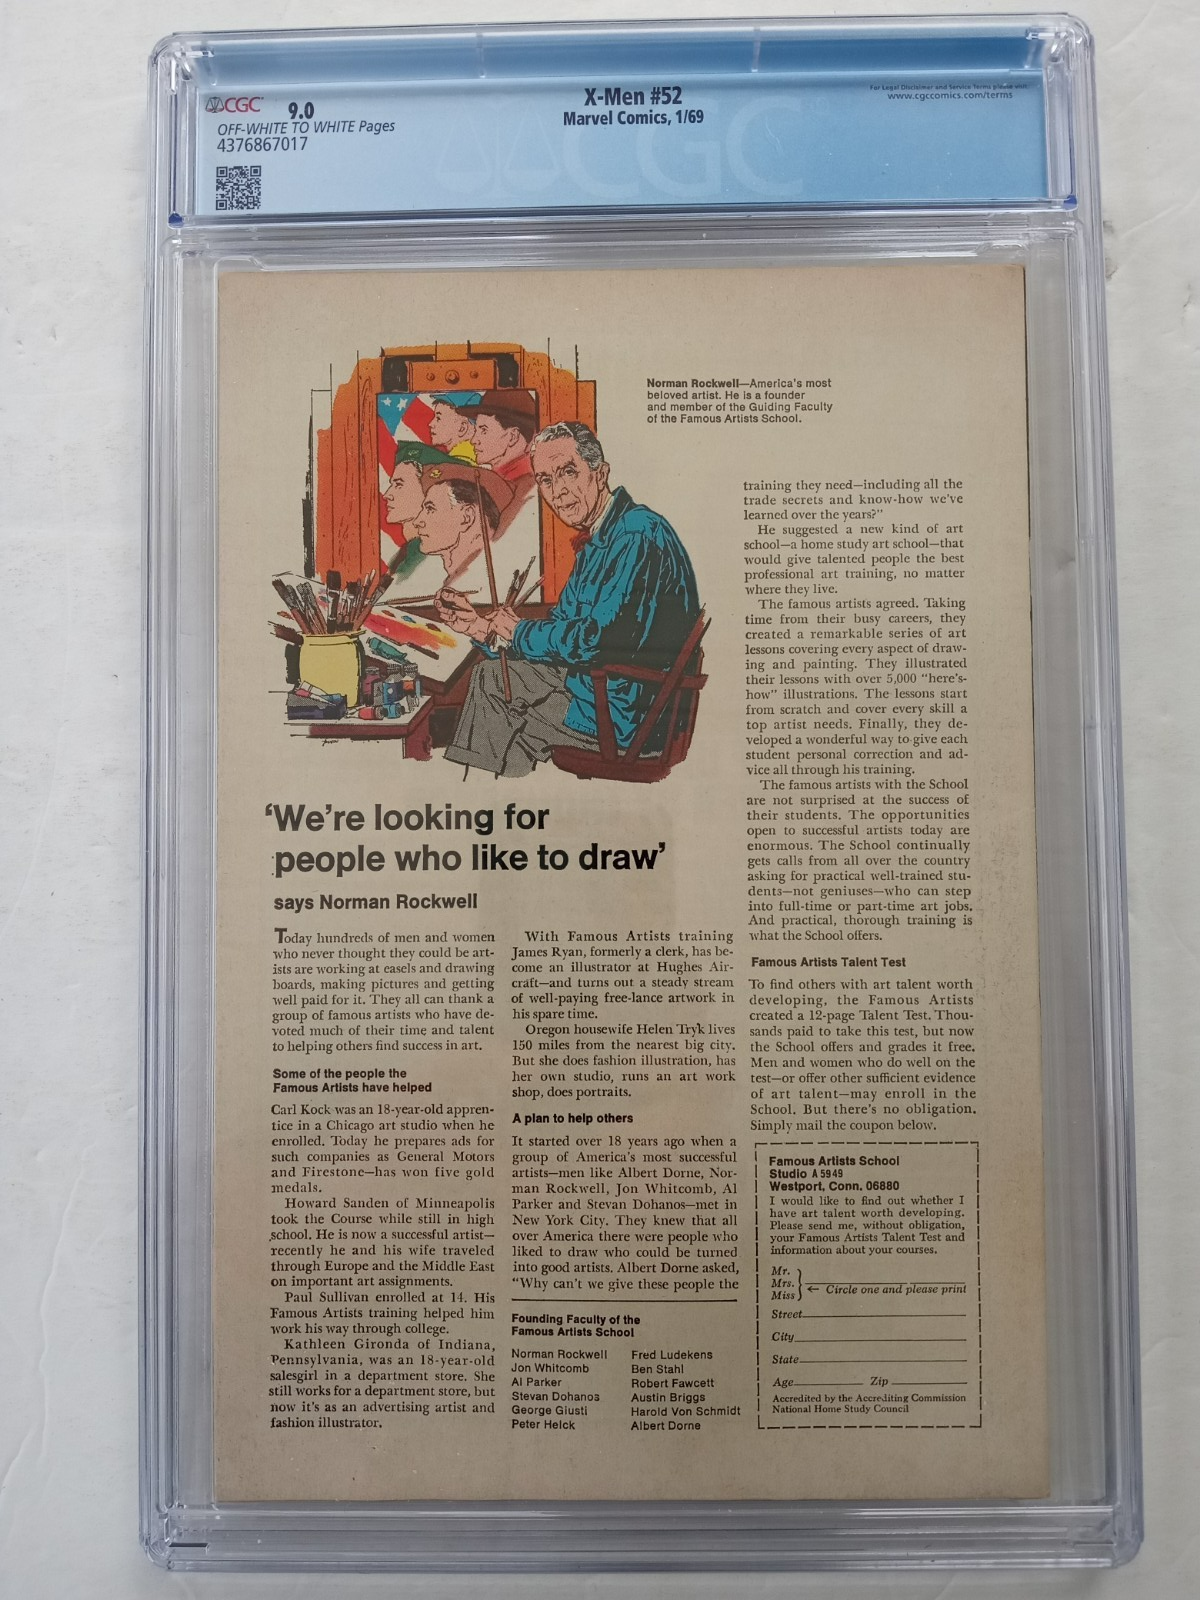 CGC
9.0
OFF-WHITE TO WHITE Pages
4376867017
X-Men #52
Marvel Comics, 1/69
For Legal Disclaimer and Service Terms please visit:
www.cgccomics.com/terms
CGC
Norman Rockwell—America's most
beloved artist. He is a founder
and member of the Guiding Faculty
of the Famous Artists School.
'We're looking for
people who like to draw'
says Norman Rockwell
Today hundreds of men and women
who never thought they could be art-
ists are working at easels and drawing
boards, making pictures and getting
well paid for it. They all can thank a
group of famous artists who have de-
voted much of their time and talent
to helping others find success in art.
Some of the people the
Famous Artists have helped
Carl Kock was an 18-year-old appren-
tice in a Chicago art studio when he
enrolled. Today he prepares ads for
such companies as General Motors
and Firestone—has won five gold
medals.
Howard Sanden of Minneapolis
took the Course while still in high
school. He is now a successful artist—
recently he and his wife traveled
through Europe and the Middle East
on important art assignments.
Paul Sullivan enrolled at 14. His
Famous Artists training helped him
work his way through college.
Kathleen Gironda of Indiana,
Pennsylvania, was an 18-year-old
salesgirl in a department store. She
still works for a department store, but
now it's as an advertising artist and
fashion illustrator.
With Famous Artists training
James Ryan, formerly a clerk, has be-
come an illustrator at Hughes Air-
craft—and turns out a steady stream
of well-paying free-lance artwork in
his spare time.
Oregon housewife Helen Tryk lives
150 miles from the nearest big city.
But she does fashion illustration, has
her own studio, runs an art work
shop, does portraits.
A plan to help others
It started over 18 years ago when a
group of America's most successful
artists—men like Albert Dorne, Nor-
man Rockwell, Jon Whitcomb, Al
Parker and Stevan Dohanos—met in
New York City. They knew that all
over America there were people who
liked to draw who could be turned
into good artists. Albert Dorne asked,
"Why can't we give these people the
Founding Faculty of the
Famous Artists School
Norman Rockwell
Jon Whitcomb
Al Parker
Stevan Dohanos
George Giusti
Peter Helck
Fred Ludekens
Ben Stahl
Robert Fawcett
Austin Briggs
Harold Von Schmidt
Albert Dorne
training they need—including all the
trade secrets and know-how we've
learned over the years?"
He suggested a new kind of art
school—a home study art school—that
would give talented people the best
professional art training, no matter
where they live.
The famous artists agreed. Taking
time from their busy careers, they
created a remarkable series of art
lessons covering every aspect of draw-
ing and painting. They illustrated
their lessons with over 5,000 "here's-
how" illustrations. The lessons start
from scratch and cover every skill a
top artist needs. Finally, they de-
veloped a wonderful way to give each
student personal correction and ad-
vice all through his training.
The famous artists with the School
are not surprised at the success of
their students. The opportunities
open to successful artists today are
enormous. The School continually
gets calls from all over the country
asking for practical well-trained stu-
dents—not geniuses—who can step
into full-time or part-time art jobs.
And practical, thorough training is
what the School offers.
Famous Artists Talent Test
To find others with art talent worth
developing, the Famous Artists
created a 12-page Talent Test. Thou-
sands paid to take this test, but now
the School offers and grades it free.
Men and women who do well on the
test—or offer other sufficient evidence
of art talent—may enroll in the
School. But there's no obligation.
Simply mail the coupon below.
Famous Artists School
Studio A5949
Westport, Conn. 06880
I would like to find out whether I
have art talent worth developing.
Please send me, without obligation,
your Famous Artists Talent Test and
information about your courses.
Mr.
Mrs.
Miss
← Circle one and please print
Street
City
State
Age Zip
Accredited by the Accrediting Commission
National Home Study Council